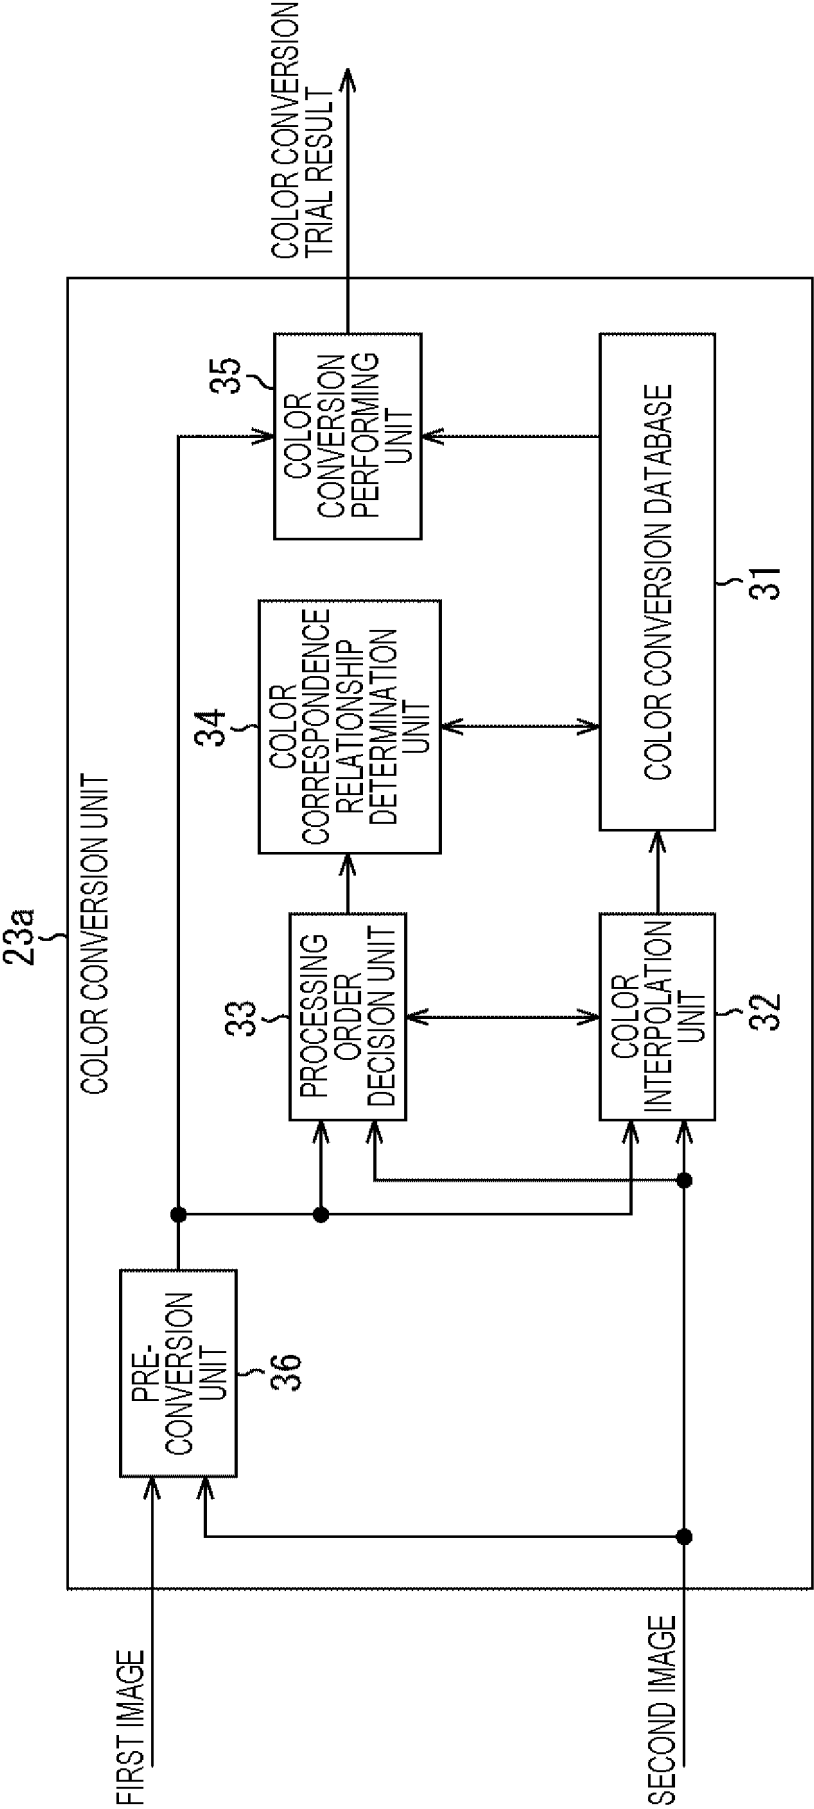 23a
COLOR CONVERSION UNIT
FIRST IMAGE
SECOND IMAGE
PRE-
CONVERSION
UNIT
36
33
PROCESSING
ORDER
DECISION UNIT
COLOR
INTERPOLATION
UNIT
32
34
COLOR
CORRESPONDENCE
RELATIONSHIP
DETERMINATION
UNIT
35
COLOR
CONVERSION
PERFORMING
UNIT
COLOR CONVERSION DATABASE
31
COLOR CONVERSION
TRIAL RESULT